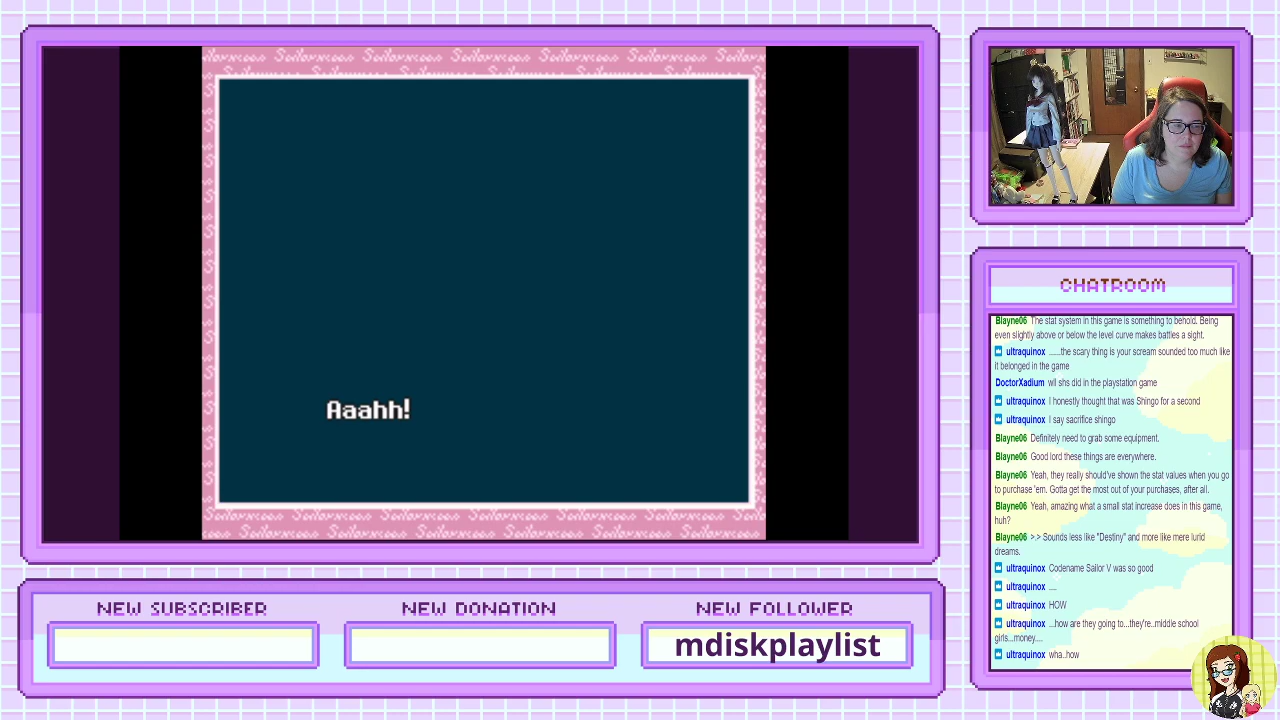 Sailormoon Sailormoon Sailormoon Sailormoon Sailormoon Sailormoon
Aaahh!
CHATROOM
Blayne06 The stat system in this game is something to behold. Being
even slightly above or below the level curve makes battles a sight.
ultraquinox ......the scary thing is your scream sounded too much like
it belonged in the game
DoctorXadium wll shs did in the playstation game
ultraquinox I honestly thought that was Shingo for a second
ultraquinox I say sacrifice shingo
Blayne06 Definitely need to grab some equipment.
Blayne06 Good lord these things are everywhere.
Blayne06 Yeah, they really should've shown the stat values when you go
to purchase 'em. Gotta get the most out of your purchases, after all.
Blayne06 Yeah, amazing what a small stat increase does in this game,
huh?
Blayne06 >.> Sounds less like "Destiny" and more like mere lurid
dreams.
ultraquinox Codename Sailor V was so good
ultraquinox ....
ultraquinox HOW
ultraquinox ...how are they going to...they're..middle school
girls...money....
ultraquinox wha..how
NEW SUBSCRIBER
NEW DONATION
NEW FOLLOWER
mdiskplaylist